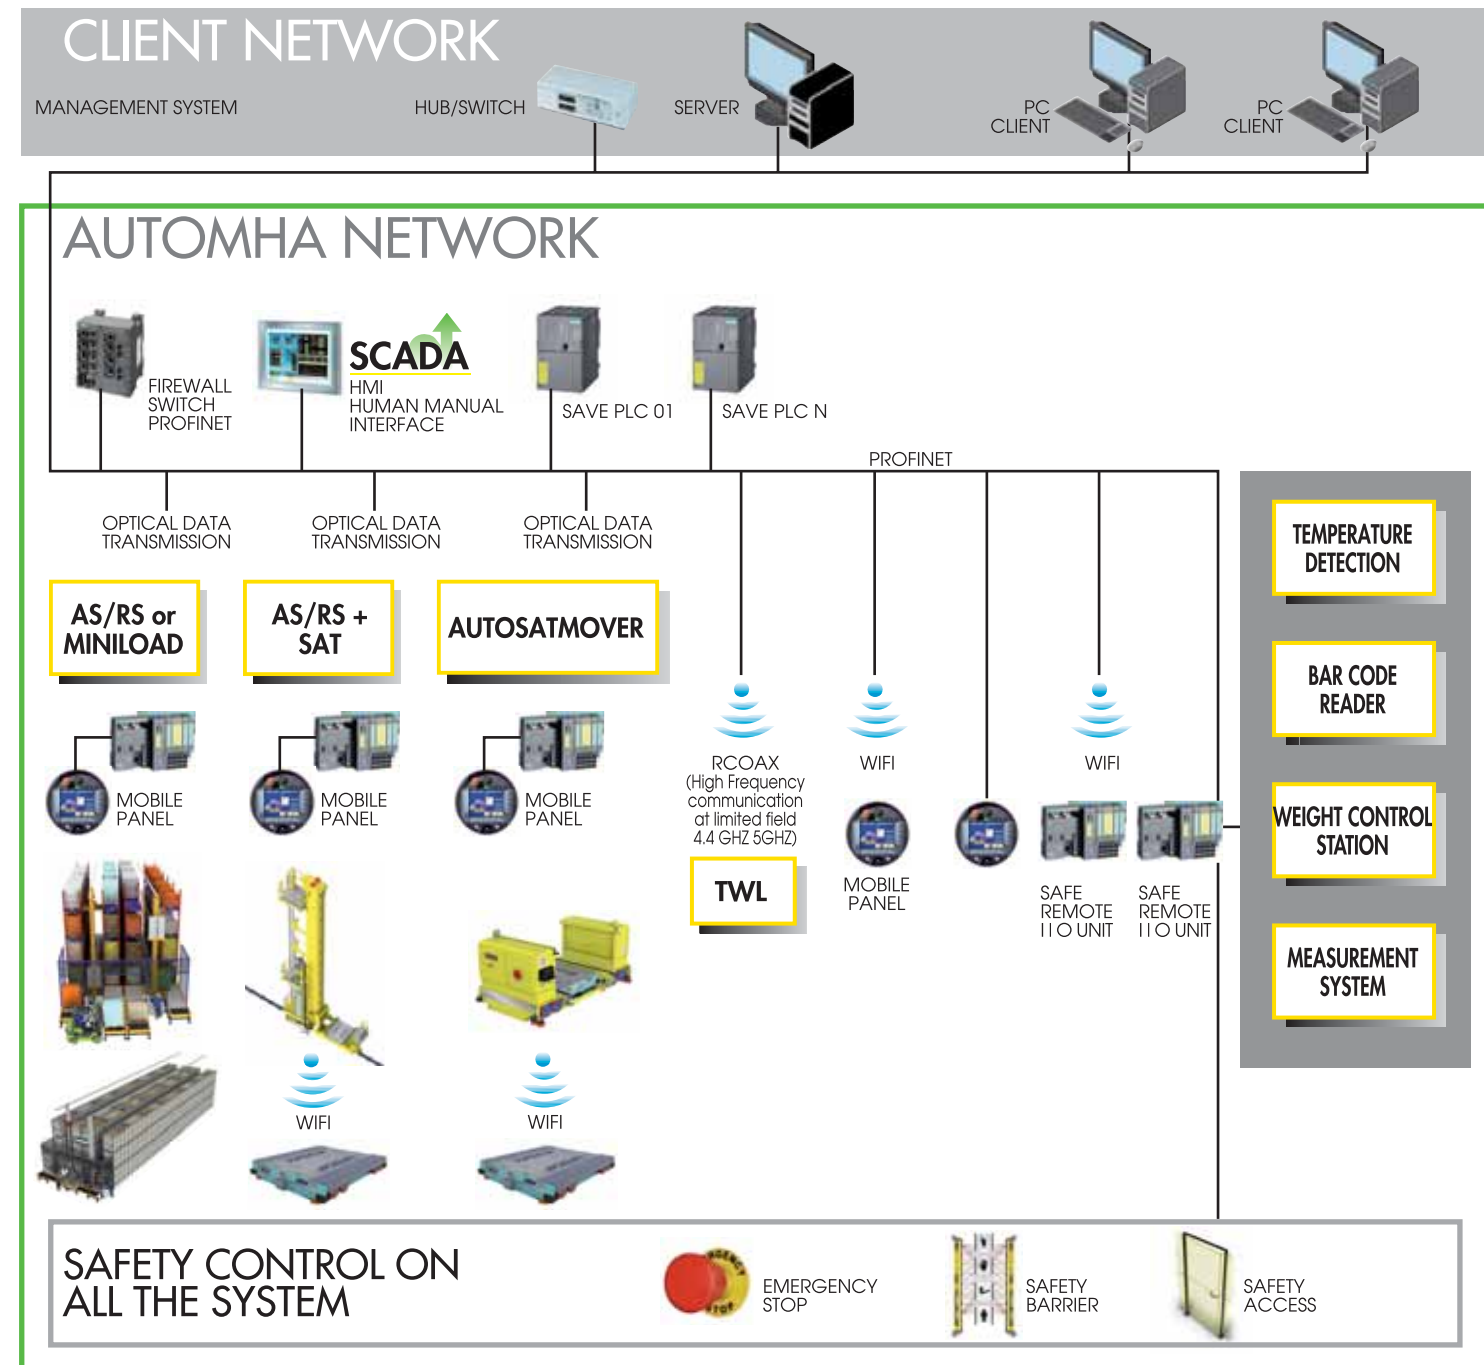 CLIENT NETWORK
MANAGEMENT SYSTEM
HUB/SWITCH
SERVER
PC
CLIENT
PC
CLIENT
AUTOMHA NETWORK
FIREWALL
SWITCH
PROFINET
SCADA
HMI
HUMAN MANUAL
INTERFACE
SAVE PLC 01
SAVE PLC N
PROFINET
OPTICAL DATA
TRANSMISSION
OPTICAL DATA
TRANSMISSION
OPTICAL DATA
TRANSMISSION
AS/RS or
MINILOAD
AS/RS +
SAT
AUTOSATMOVER
MOBILE
PANEL
MOBILE
PANEL
MOBILE
PANEL
RCOAX
(High Frequency
communication
at limited field
4.4 GHZ 5GHZ)
TWL
WIFI
MOBILE
PANEL
WIFI
SAFE
REMOTE
I I O UNIT
SAFE
REMOTE
I I O UNIT
TEMPERATURE
DETECTION
BAR CODE
READER
WEIGHT CONTROL
STATION
MEASUREMENT
SYSTEM
WIFI
WIFI
SAFETY CONTROL ON
ALL THE SYSTEM
EMERGENCY
STOP
SAFETY
BARRIER
SAFETY
ACCESS